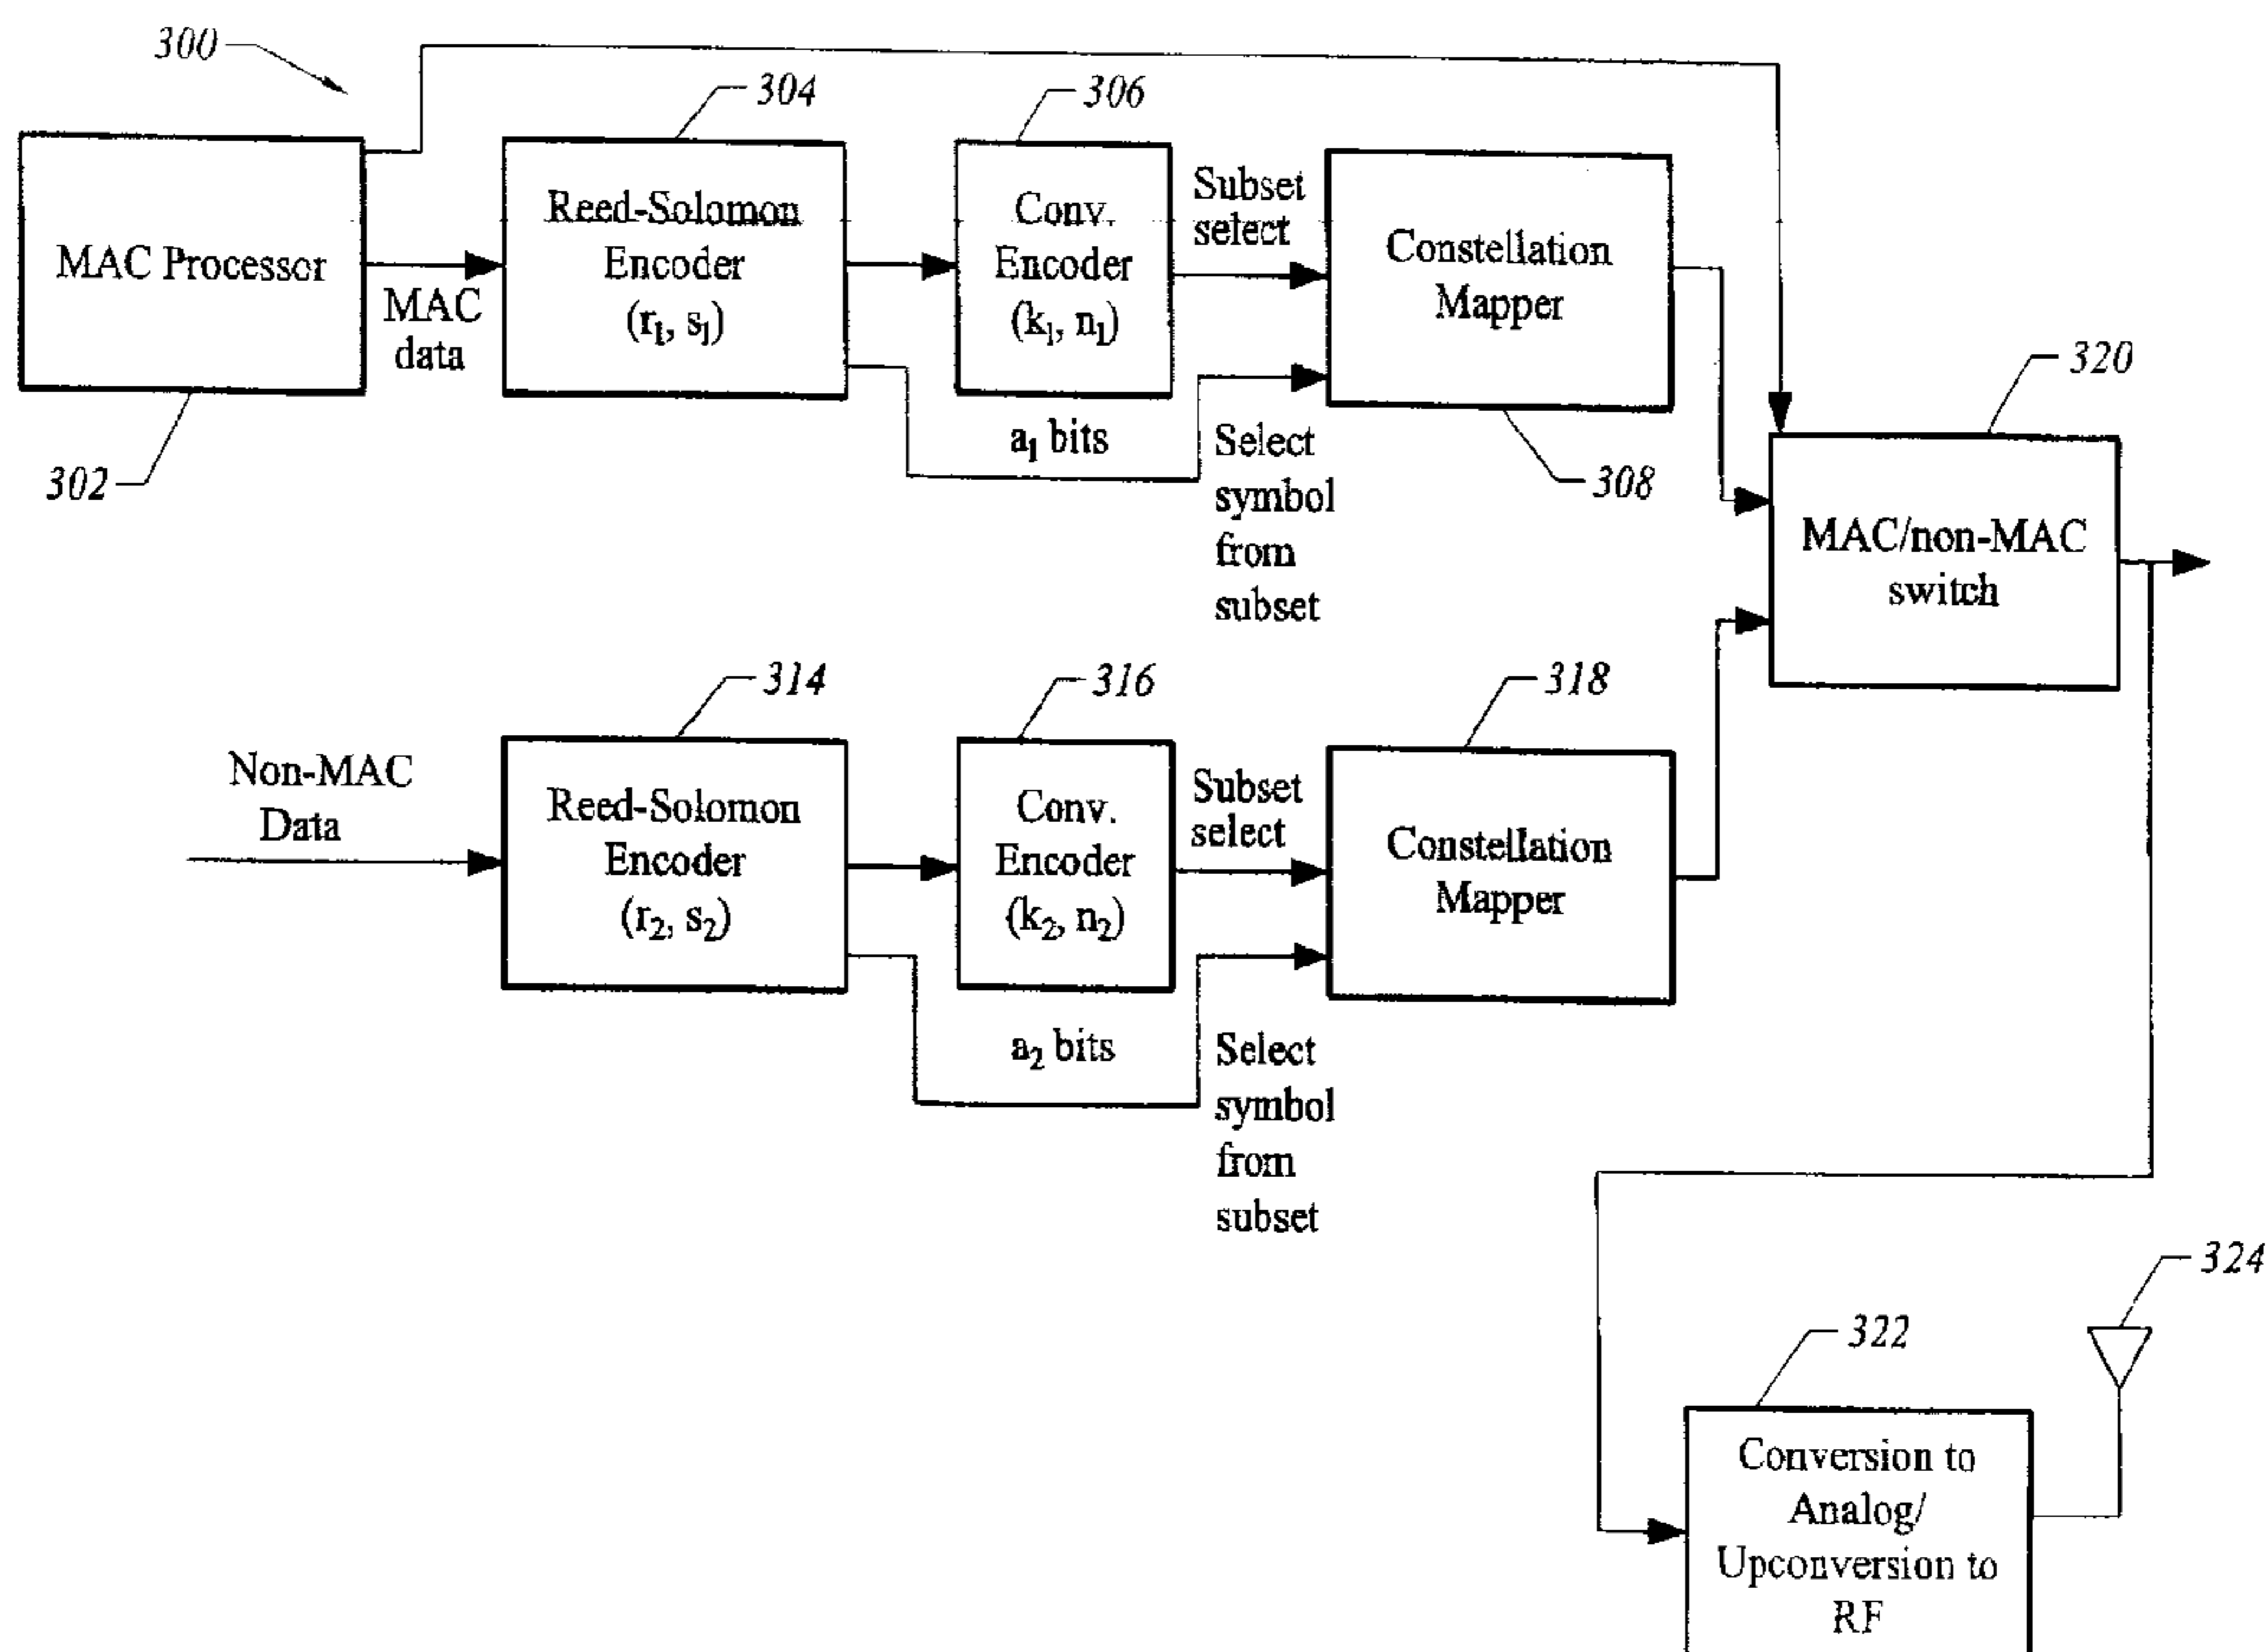 300
304
306
MAC Processor
MAC
data
302
Reed-Solomon
Encoder
(r₁, s₁)
Conv.
Encoder
(k₁, n₁)
Subset
select
a₁ bits
Select
symbol
from
subset
Constellation
Mapper
308
320
MAC/non-MAC
switch
314
316
318
Non-MAC
Data
Reed-Solomon
Encoder
(r₂, s₂)
Conv.
Encoder
(k₂, n₂)
Subset
select
a₂ bits
Select
symbol
from
subset
Constellation
Mapper
324
322
Conversion to
Analog/
Upconversion to
RF